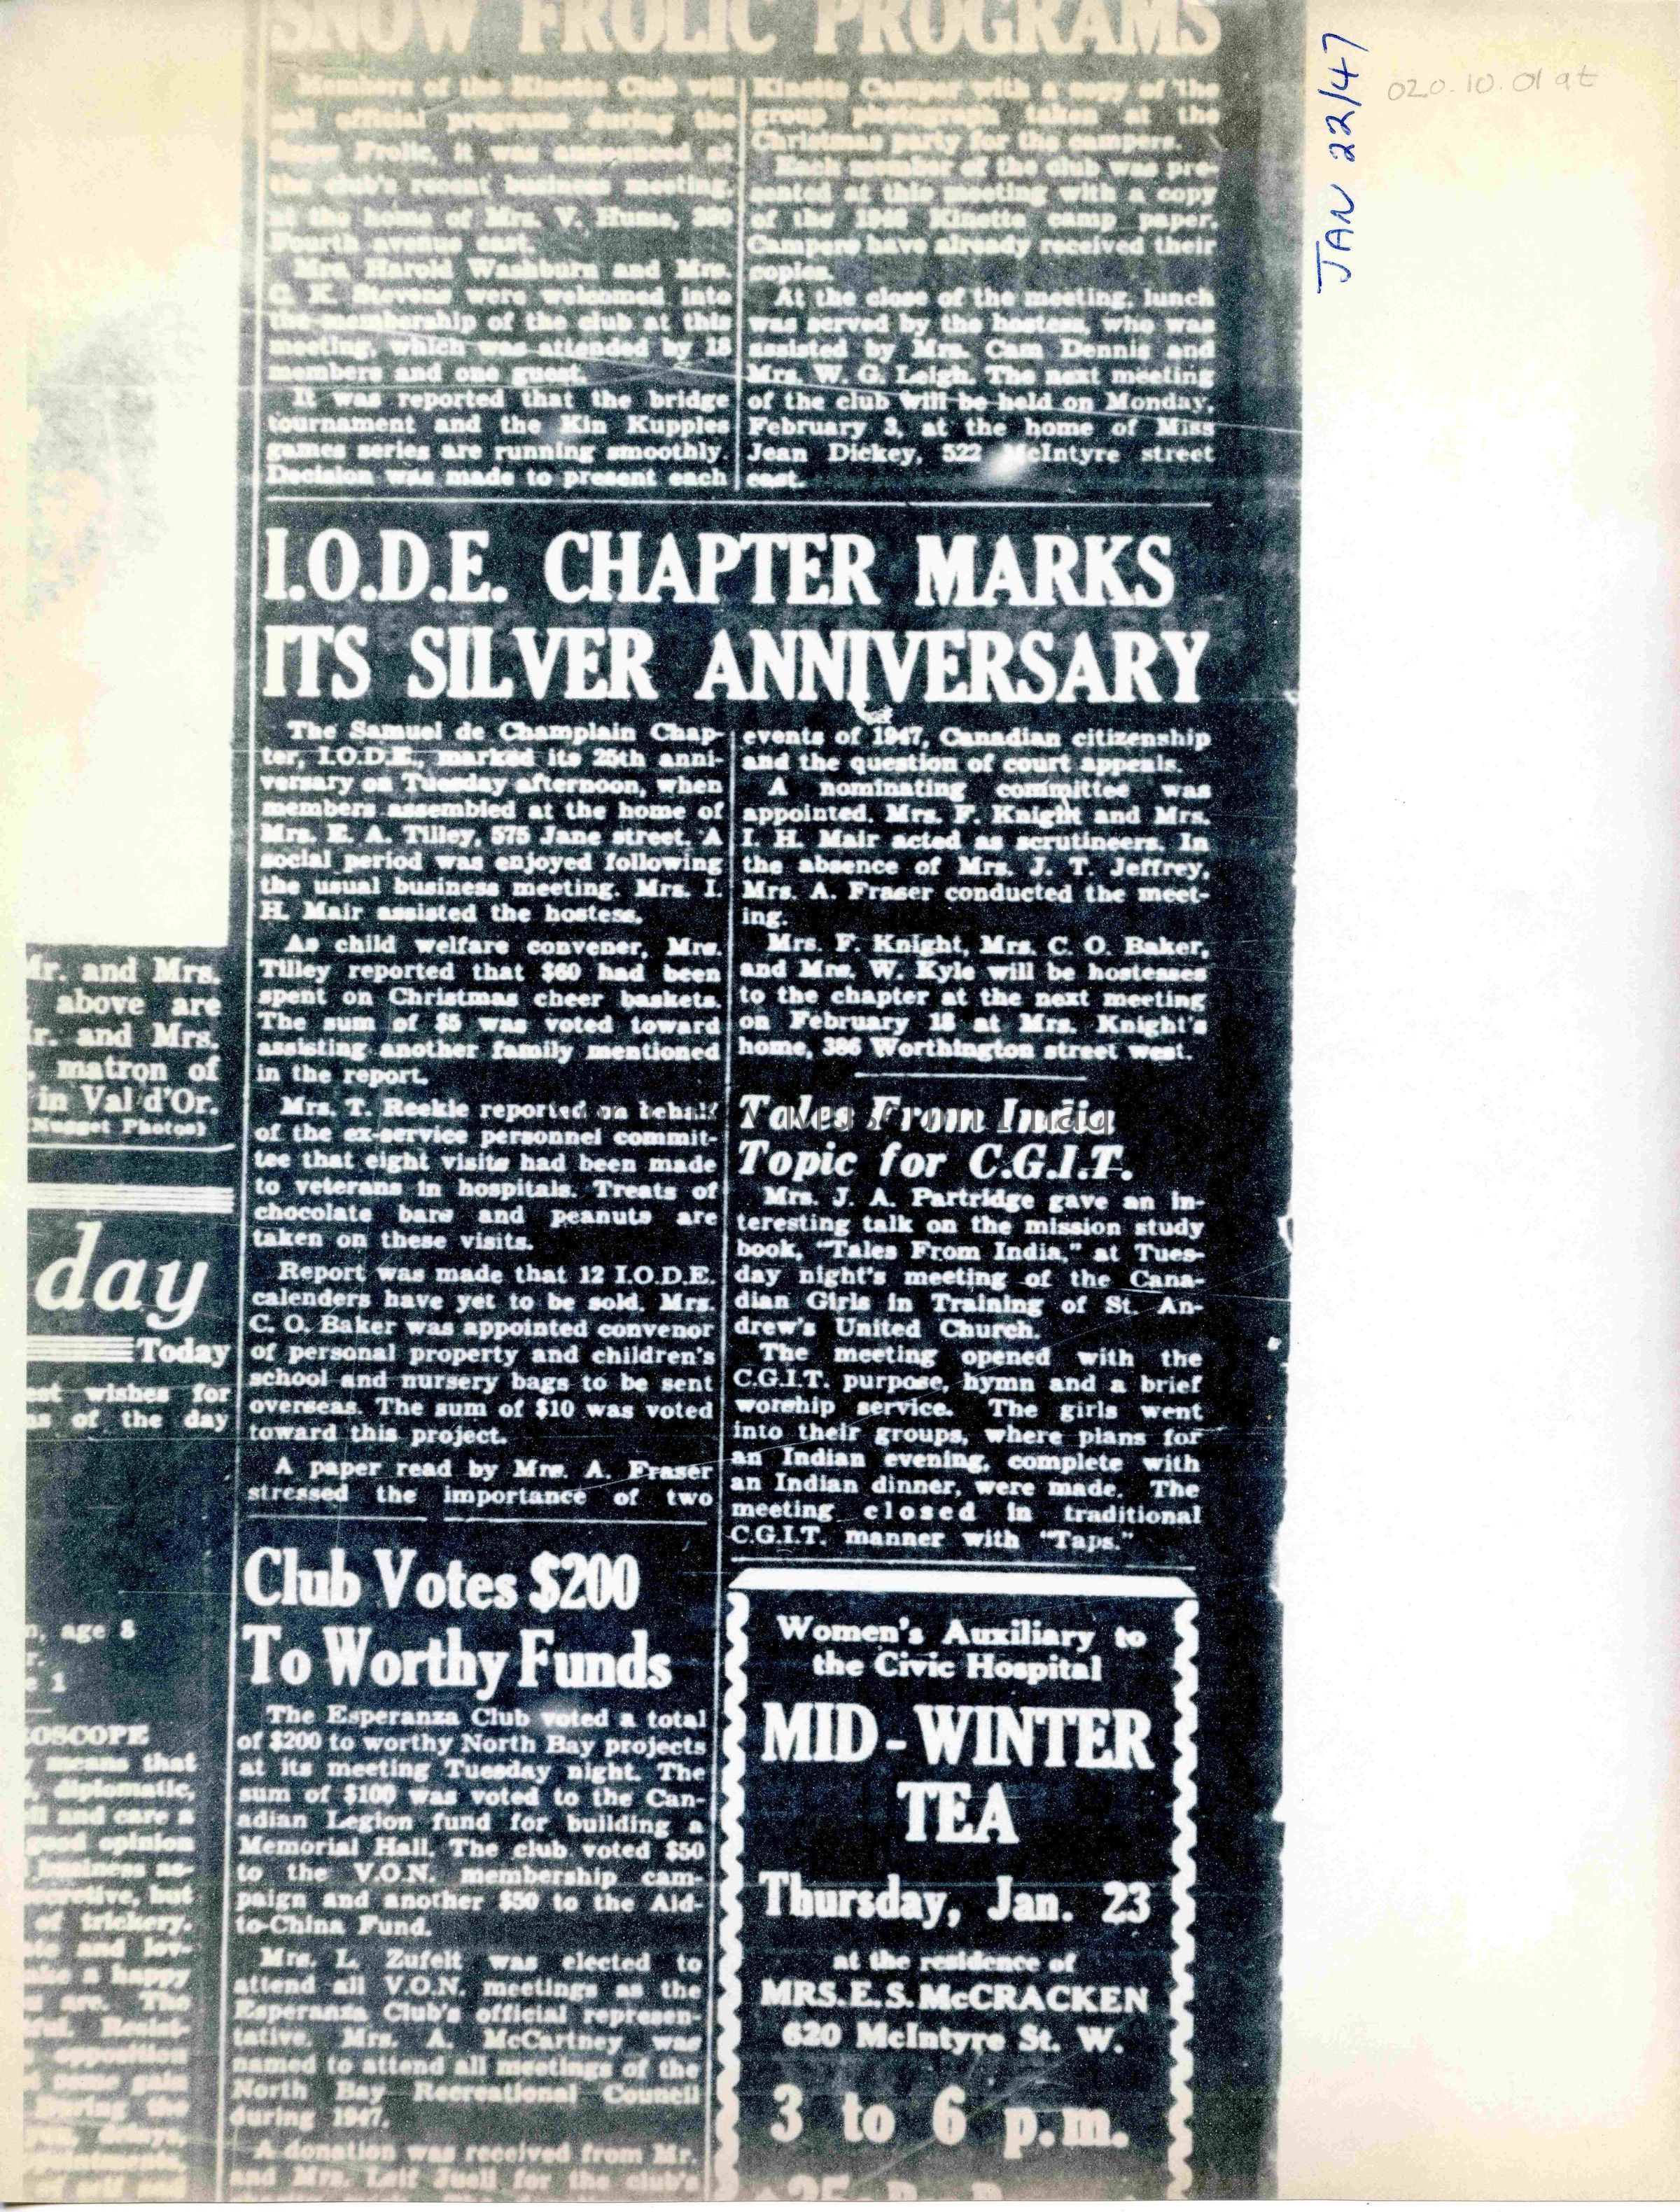 SNOW FROLIC PROGRAMS
Members of the Kinette Club will
sell official programs during the
Snow Frolic, it was announced at
the club's recent business meeting,
at the home of Mrs. V. Hume, 
Fourth avenue east.
Mrs. Harold Washburn and Mrs.
C. K. Stevens were welcomed into
the membership of the club at this
meeting, which was attended by 18
members and one guest.
It was reported that the bridge
tournament and the Kin Kupples
games series are running smoothly.
Decision was made to present each
Kinette Camper with a copy of the
group photograph taken at the
Christmas party for the campers.
Each member of the club was pre-
sented at this meeting with a copy
of the 1946 Kinette camp paper.
Campers have already received their
copies.
At the close of the meeting, lunch
was served by the hostess, who was
assisted by Mrs. Cam Dennis and
Mrs. W. G. Leigh. The next meeting
of the club will be held on Monday,
February 3, at the home of Miss
Jean Dickey, 522 McIntyre street
east.
JAN 22/47
020.10.01 at
I.O.D.E. CHAPTER MARKS
ITS SILVER ANNIVERSARY
The Samuel de Champlain Chap-
ter, I.O.D.E., marked its 25th anni-
versary on Tuesday afternoon, when
members assembled at the home of
Mrs. E. A. Tilley, 575 Jane street. A
social period was enjoyed following
the usual business meeting. Mrs. I.
H. Mair assisted the hostess.
As child welfare convener, Mrs.
Tilley reported that $60 had been
spent on Christmas cheer baskets.
The sum of $5 was voted toward
assisting another family mentioned
in the report.
Mrs. T. Reekie reported on behalf
of the ex-service personnel commit-
tee that eight visits had been made
to veterans in hospitals. Treats of
chocolate bars and peanuts are
taken on these visits.
Report was made that 12 I.O.D.E.
calenders have yet to be sold. Mrs.
C. O. Baker was appointed convenor
of personal property and children's
school and nursery bags to be sent
overseas. The sum of $10 was voted
toward this project.
A paper read by Mrs. A. Fraser
stressed the importance of two
events of 1947, Canadian citizenship
and the question of court appeals.
A nominating committee was
appointed. Mrs. F. Knight and Mrs.
I. H. Mair acted as scrutineers. In
the absence of Mrs. J. T. Jeffrey,
Mrs. A. Fraser conducted the meet-
ing.
Mrs. F. Knight, Mrs. C. O. Baker,
and Mrs. W. Kyle will be hostesses
to the chapter at the next meeting
on February 18 at Mrs. Knight's
home, 386 Worthington street west.
Tales From India
Topic for C.G.I.T.
Mrs. J. A. Partridge gave an in-
teresting talk on the mission study
book, "Tales From India," at Tues-
day night's meeting of the Cana-
dian Girls in Training of St. An-
drew's United Church.
The meeting opened with the
C.G.I.T. purpose, hymn and a brief
worship service. The girls went
into their groups, where plans for
an Indian evening, complete with
an Indian dinner, were made. The
meeting closed in traditional
C.G.I.T. manner with "Taps."
Club Votes $200
To Worthy Funds
The Esperanza Club voted a total
of $200 to worthy North Bay projects
at its meeting Tuesday night. The
sum of $100 was voted to the Can-
adian Legion fund for building a
Memorial Hall. The club voted $50
to the V.O.N. membership cam-
paign and another $50 to the Aid-
to-China Fund.
Mrs. L. Zufelt was elected to
attend all V.O.N. meetings as the
Esperanza Club's official represen-
tative. Mrs. A. McCartney was
named to attend all meetings of the
North Bay Recreational Council
during 1947.
A donation was received from Mr.
and Mrs. Leif Juell for the club's
Women's Auxiliary to
the Civic Hospital
MID-WINTER
TEA
Thursday, Jan. 23
at the residence of
MRS. E. S. McCRACKEN
620 McIntyre St. W.
3 to 6 p.m.
Mr. and Mrs.
above are
Mr. and Mrs.
matron of
in Val d'Or.
(Nugget Photos)
day
Today
wishes for
of the day
age 8
1
means that
diplomatic,
and care a
good opinion
business
but
of trickery.
and
a happy
are. The
opposition
During the